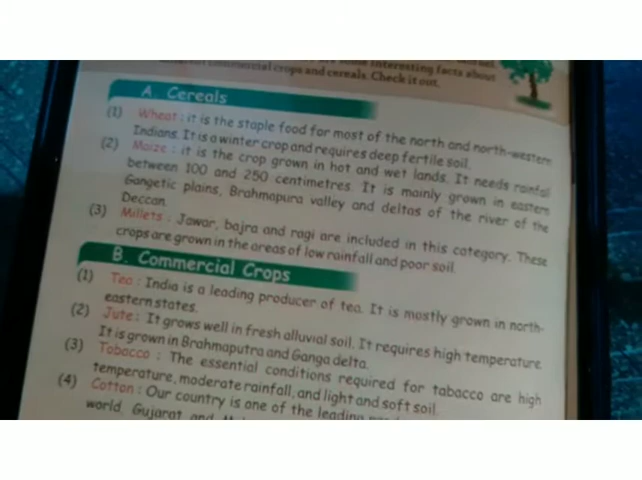 some interesting facts about
commercial crops and cereals. Check it out.
A. Cereals
(1) Wheat : it is the staple food for most of the north and north-western
Indians. It is a winter crop and requires deep fertile soil.
(2) Maize : it is the crop grown in hot and wet lands. It needs rainfall
between 100 and 250 centimetres. It is mainly grown in eastern
Gangetic plains, Brahmapura valley and deltas of the river of the
Deccan.
(3) Millets : Jawar, bajra and ragi are included in this category. These
crops are grown in the areas of low rainfall and poor soil.
B. Commercial Crops
(1) Tea : India is a leading producer of tea. It is mostly grown in north-
eastern states.
(2) Jute : It grows well in fresh alluvial soil. It requires high temperature.
It is grown in Brahmaputra and Ganga delta.
(3) Tobacco : The essential conditions required for tabacco are high
temperature, moderate rainfall, and light and soft soil.
(4) Cotton : Our country is one of the leading
world. Gujarat and